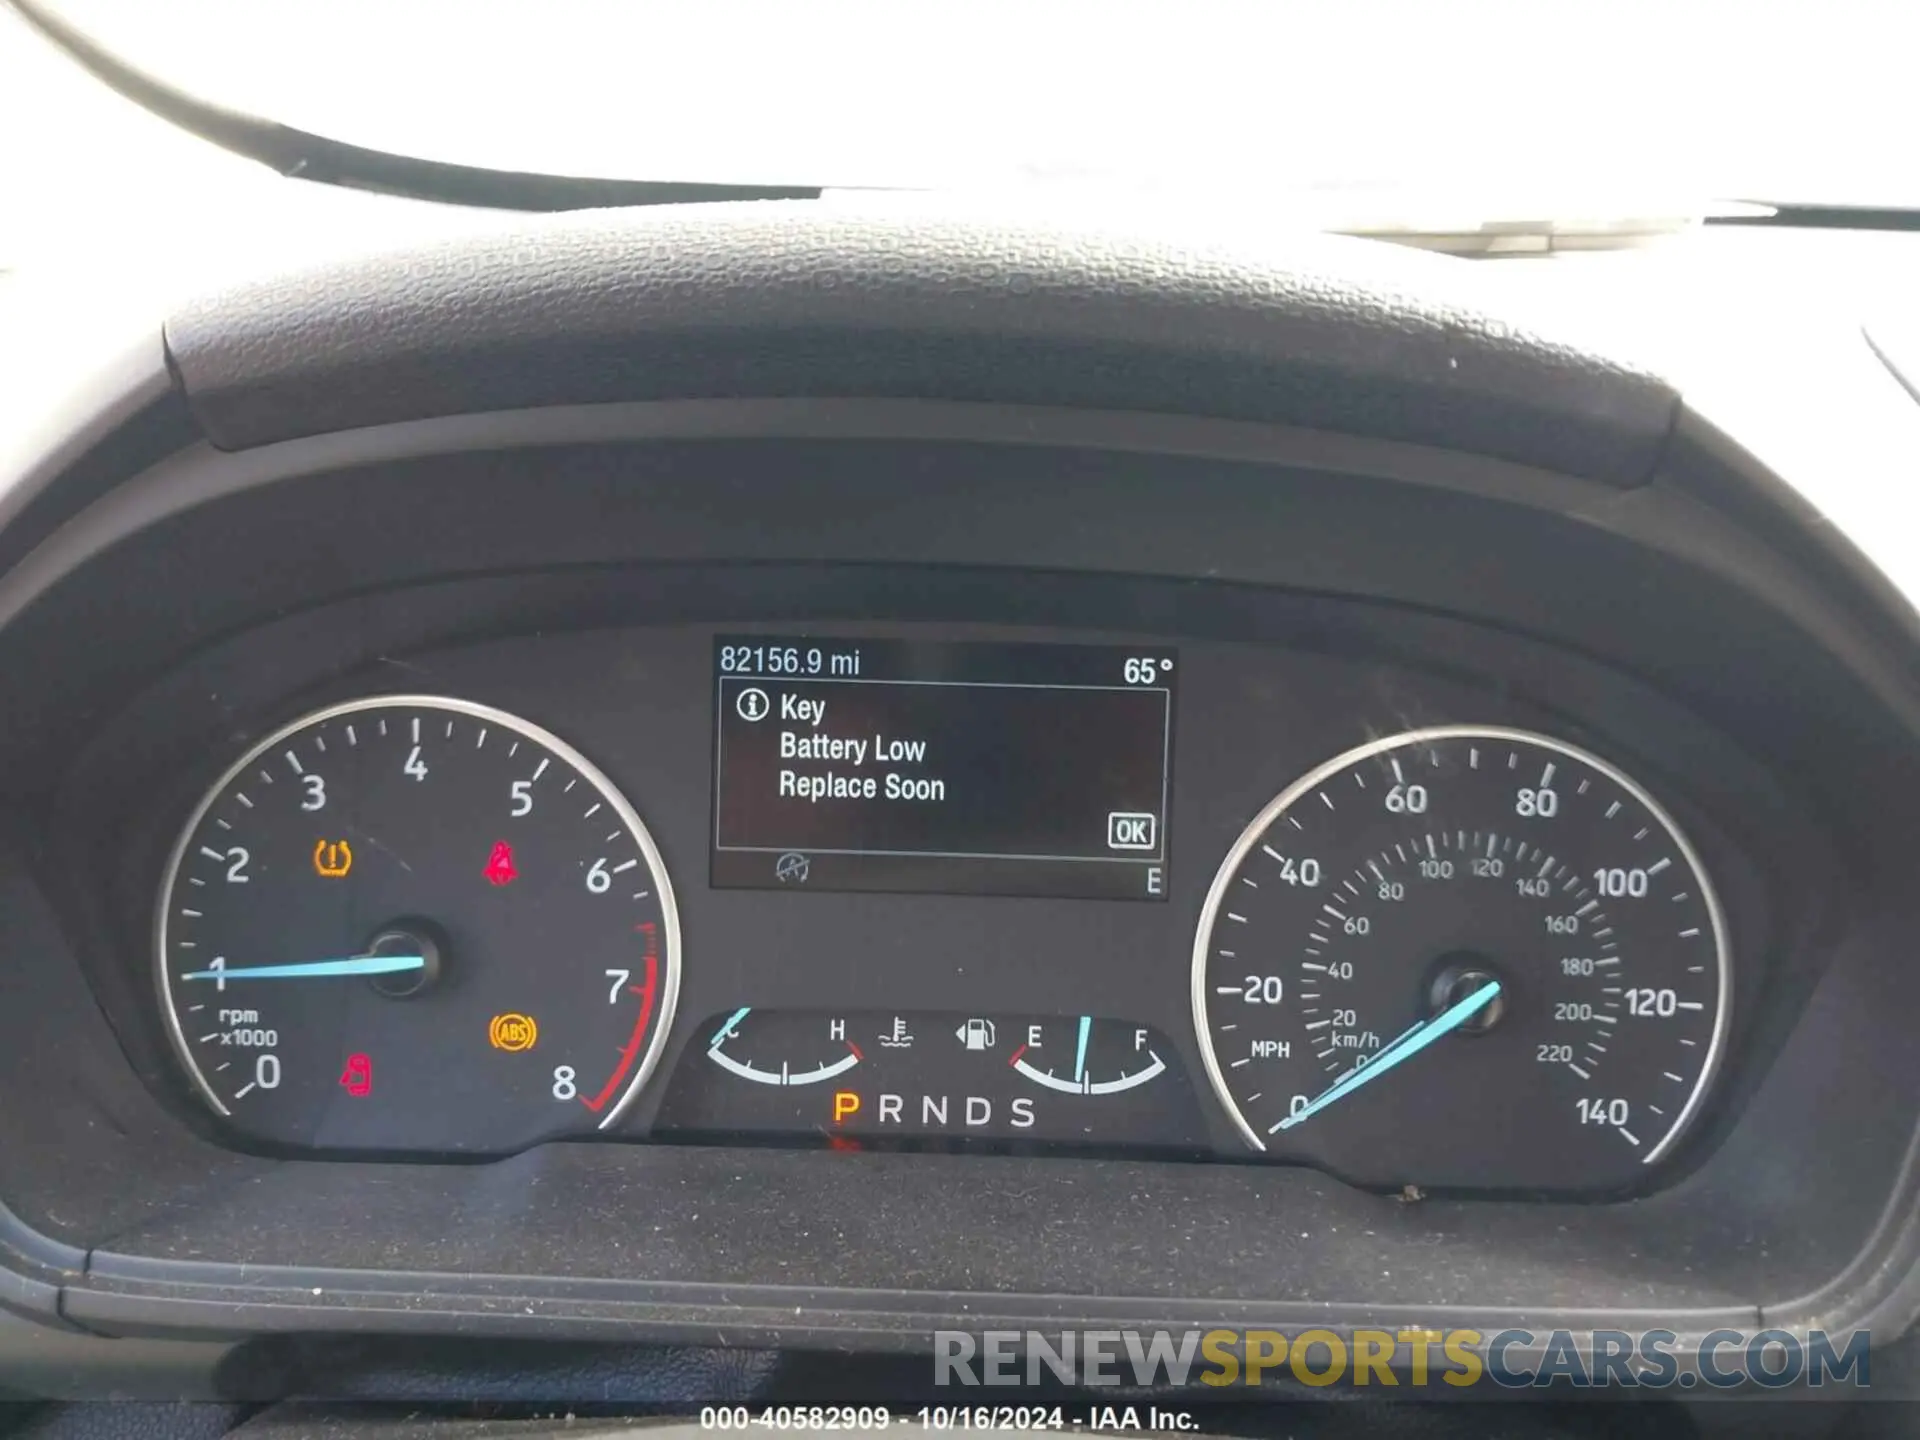 82156.9 mi 65°
Key
Battery Low
Replace Soon
OK
E
0 1 2 3 4 5 6 7 8
rpm
x1000
ABS
C H E F
P R N D S
0 20 40 60 80 100 120 140
MPH
km/h
0 20 40 60 80 100 120 140 160 180 200 220
RENEWSPORTSCARS.COM
000-40582909 - 10/16/2024 - IAA Inc.